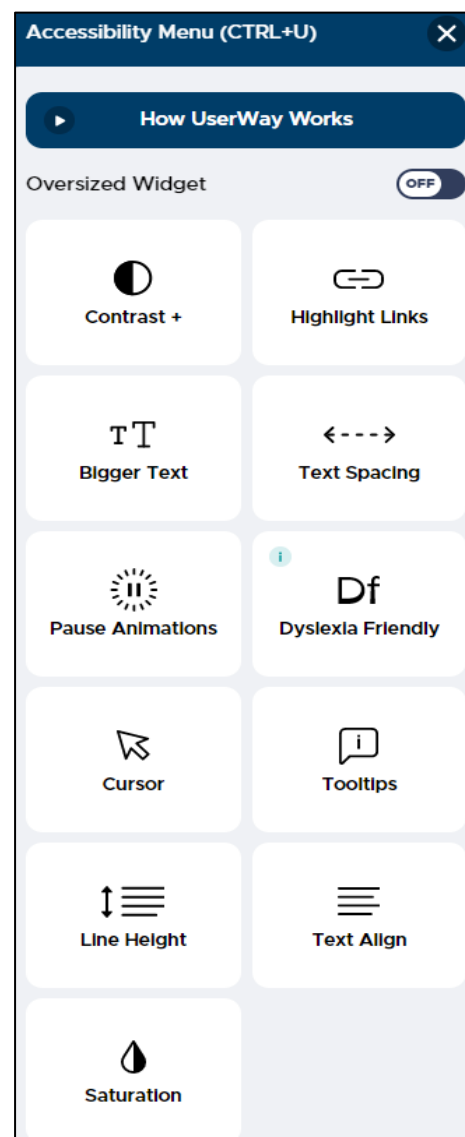 Accessibility Menu (CTRL+U)
How UserWay Works
Oversized Widget OFF
Contrast + Highlight Links
Bigger Text Text Spacing
i
Df
Pause Animations Dyslexia Friendly
Cursor Tooltips
Line Height Text Align
Saturation